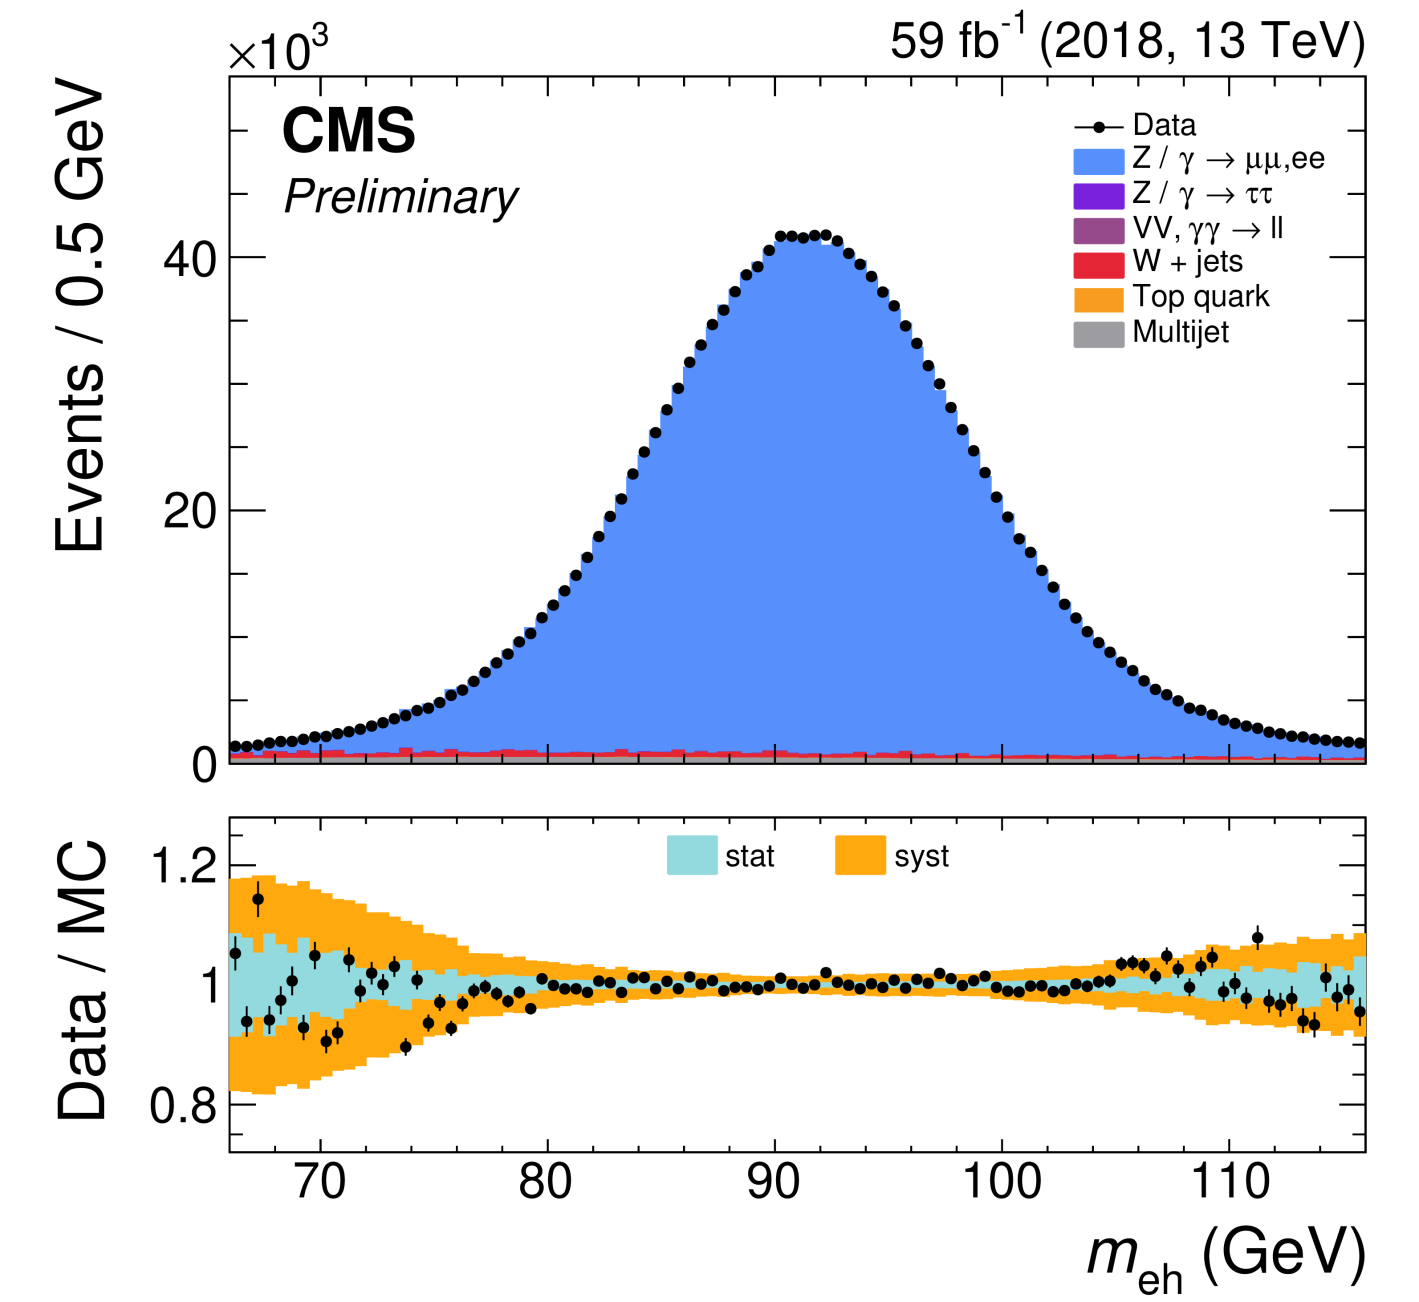 ×10³
59 fb⁻¹ (2018, 13 TeV)
Events / 0.5 GeV
CMS
Preliminary
Data
Z / γ → μμ,ee
Z / γ → ττ
VV, γγ → ll
W + jets
Top quark
Multijet
40
20
0
Data / MC
stat
syst
1.2
1
0.8
70 80 90 100 110
m_eh (GeV)